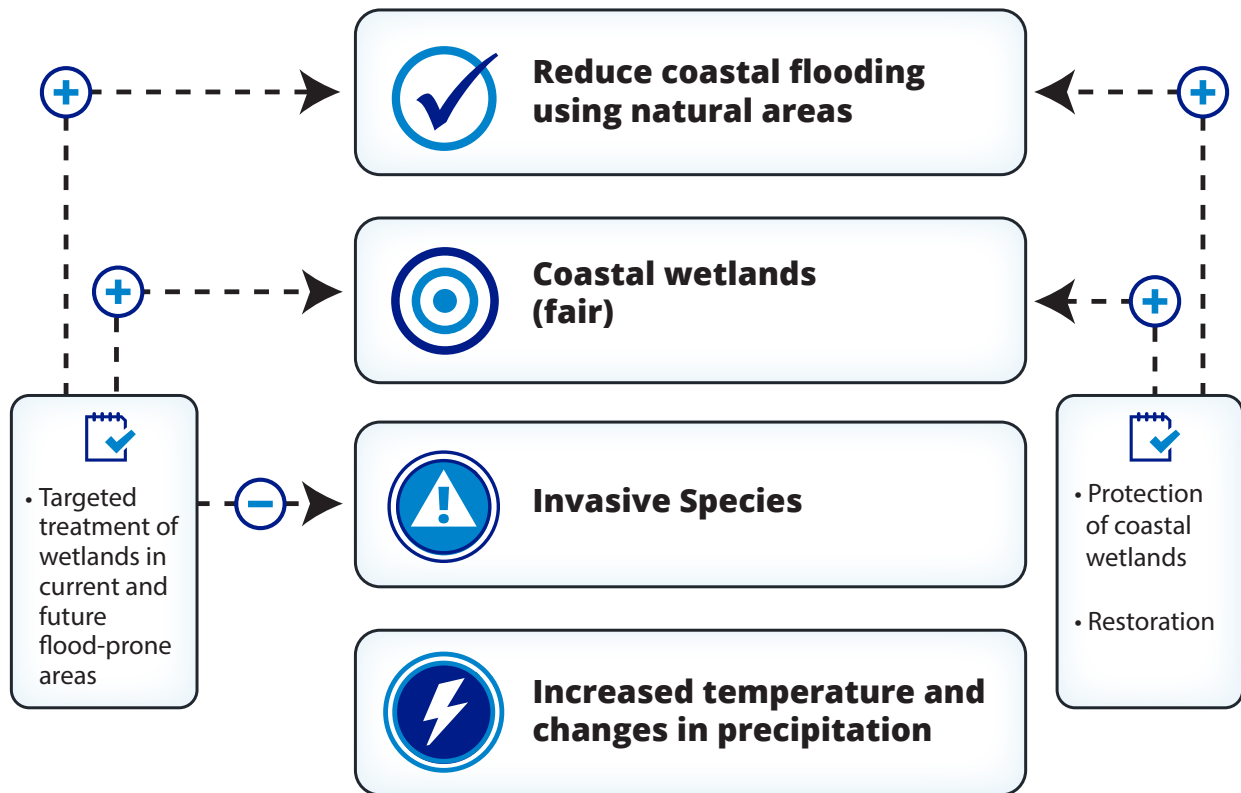 Reduce coastal flooding
using natural areas
Coastal wetlands
(fair)
• Targeted
treatment of
wetlands in
current and
future
flood-prone
areas
Invasive Species
• Protection
of coastal
wetlands
• Restoration
Increased temperature and
changes in precipitation